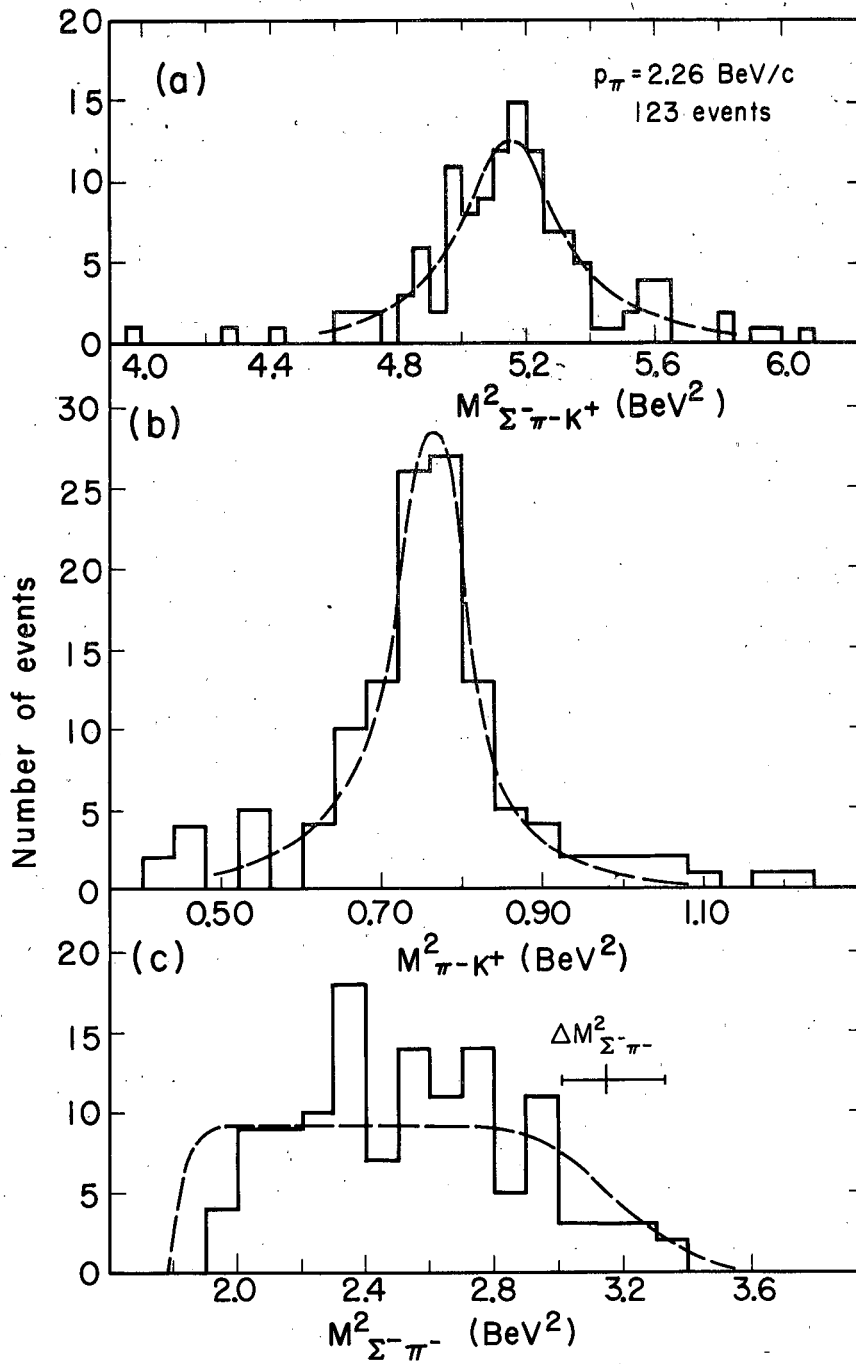 20
15
10
5
0
(a)
pπ = 2.26 BeV/c
123 events
4.0 4.4 4.8 5.2 5.6 6.0
M²Σ⁻π⁻K⁺ (BeV²)
30
25
20
15
10
5
0
(b)
Number of events
0.50 0.70 0.90 1.10
M²π⁻K⁺ (BeV²)
20
15
10
5
0
(c)
ΔM²Σ⁻π⁻
2.0 2.4 2.8 3.2 3.6
M²Σ⁻π⁻ (BeV²)